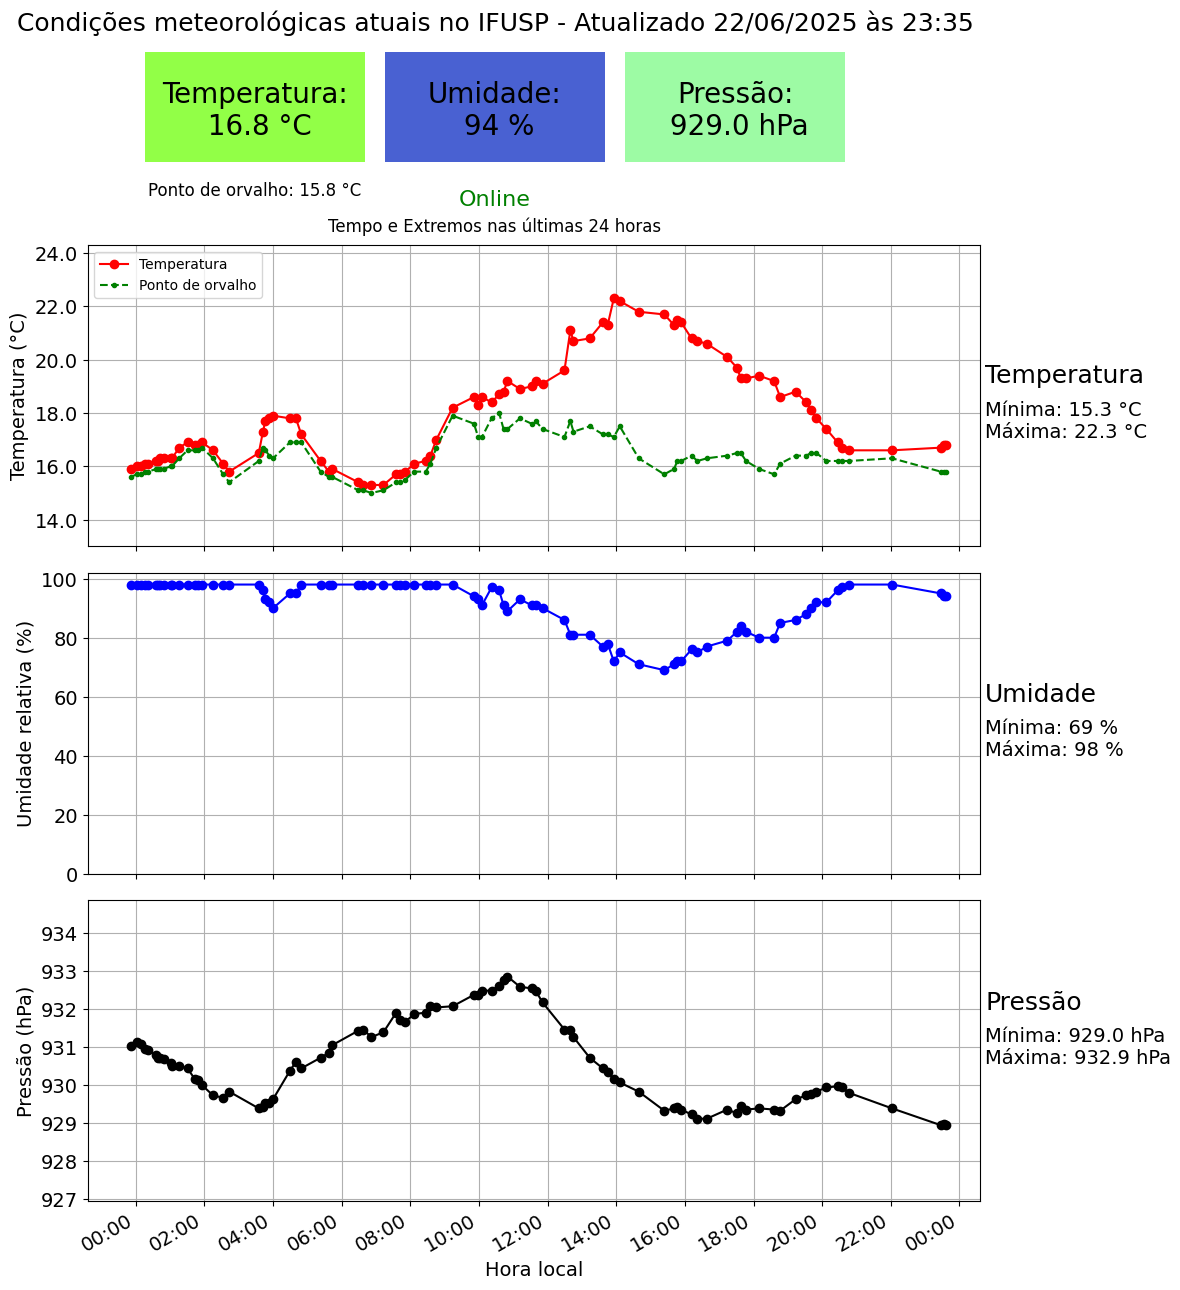 Condições meteorológicas atuais no IFUSP - Atualizado 22/06/2025 às 23:35
Temperatura:
16.8 °C
Umidade:
94 %
Pressão:
929.0 hPa
Ponto de orvalho: 15.8 °C
Online
Tempo e Extremos nas últimas 24 horas
Temperatura
Ponto de orvalho
Temperatura (°C)
24.0
22.0
20.0
18.0
16.0
14.0
Temperatura
Mínima: 15.3 °C
Máxima: 22.3 °C
Umidade relativa (%)
100
80
60
40
20
0
Umidade
Mínima: 69 %
Máxima: 98 %
Pressão (hPa)
934
933
932
931
930
929
928
927
Pressão
Mínima: 929.0 hPa
Máxima: 932.9 hPa
00:00 02:00 04:00 06:00 08:00 10:00 12:00 14:00 16:00 18:00 20:00 22:00 00:00
Hora local